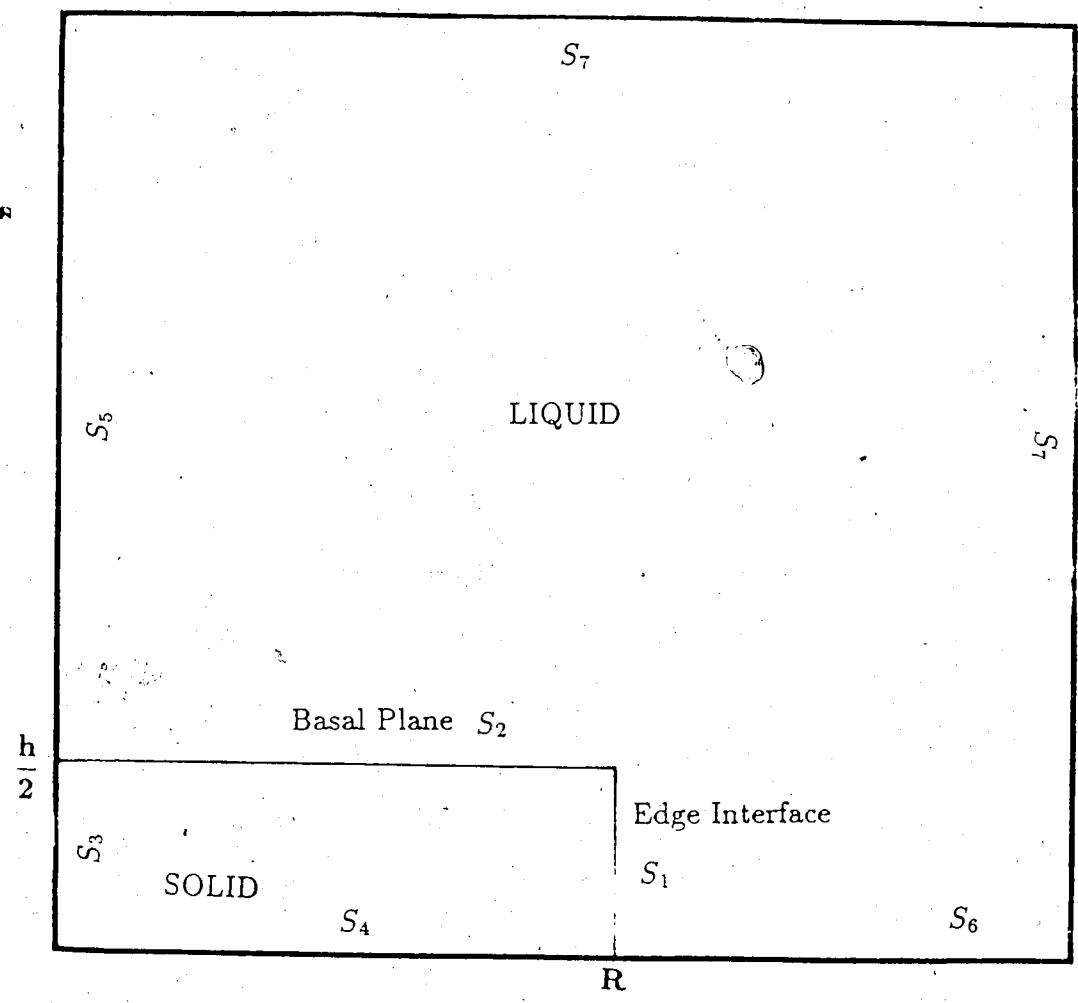 S₇
z
LIQUID
S₅
S₇
Basal Plane S₂
h
2
Edge Interface
S₃
S₁
SOLID
S₄
S₆
R